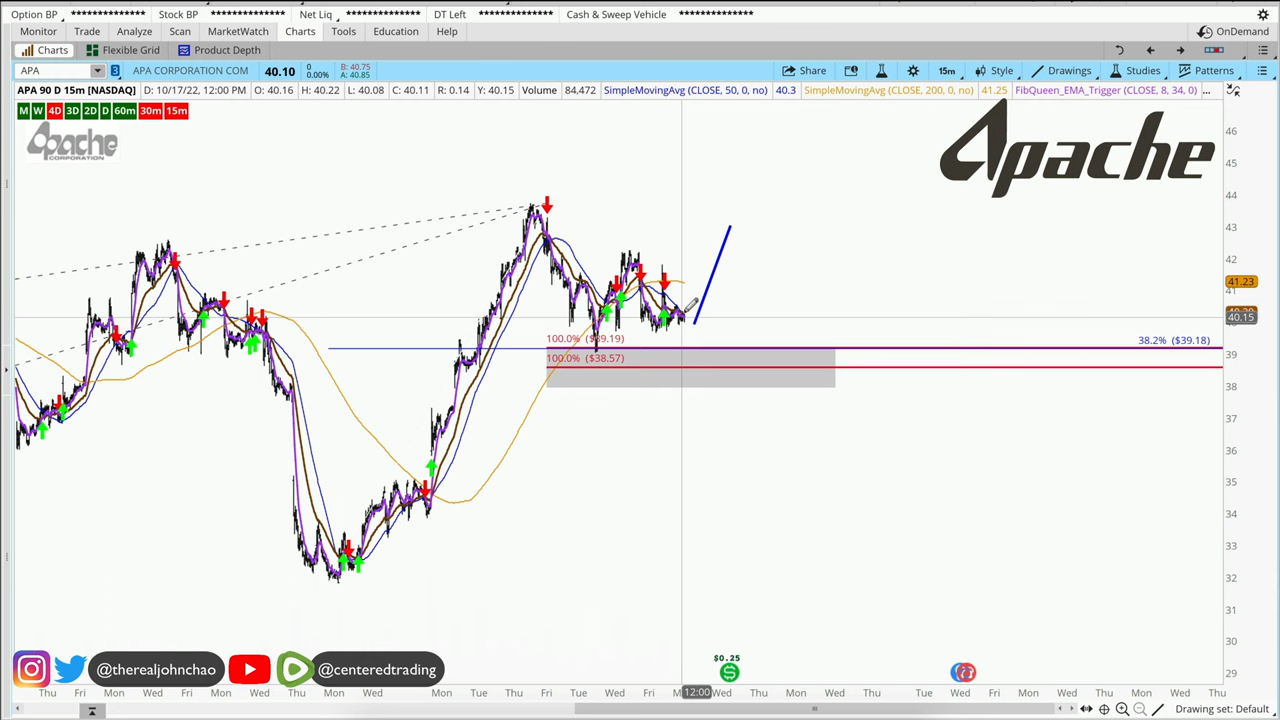 Option BP ************** Stock BP ************** Net Liq ************** DT Left ************** Cash & Sweep Vehicle **************
Monitor Trade Analyze Scan MarketWatch Charts Tools Education Help OnDemand
Charts Flexible Grid Product Depth
APA 3 APA CORPORATION COM 40.10 0 0.00% B: 40.75 A: 40.85 Share 15m Style Drawings Studies Patterns
APA 90 D 15m [NASDAQ] D: 10/17/22, 12:00 PM O: 40.16 H: 40.22 L: 40.08 C: 40.11 R: 0.14 Y: 40.15 Volume 84,472 SimpleMovingAvg (CLOSE, 50, 0, no) 40.3 SimpleMovingAvg (CLOSE, 200, 0, no) 41.25 FibQueen_EMA_Trigger (CLOSE, 8, 34, 0) ...
M W 4D 3D 2D D 60m 30m 15m
Apache
CORPORATION
Apache
46
45
44
43
42
41.23
41
40.15
100.0% ($39.19) 38.2% ($39.18)
39
100.0% ($38.57)
38
37
36
35
34
33
32
31
30
29
@therealjohnchao @centeredtrading
$0.25
Thu Fri Mon Wed Fri Mon Wed Thu Mon Wed Mon Tue Thu Fri Tue Wed Fri 12:00 Wed Thu Mon Tue Thu Fri Mon Wed Thu Mon Tue Thu
Drawing set: Default